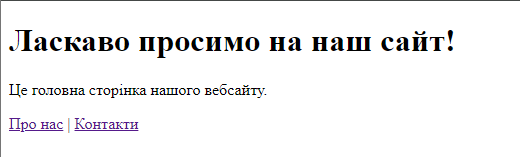 Ласкаво просимо на наш сайт!
Це головна сторінка нашого вебсайту.
Про нас | Контакти